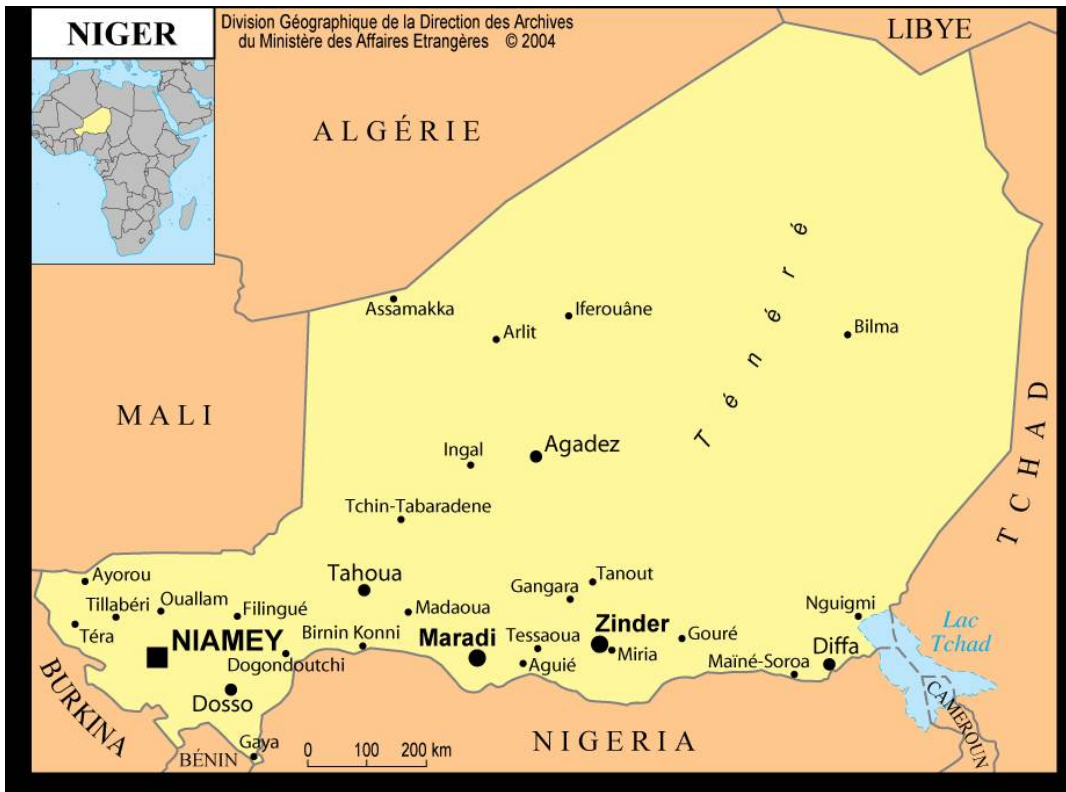 NIGER
Division Géographique de la Direction des Archives
du Ministère des Affaires Etrangères © 2004
LIBYE
ALGÉRIE
Ténéré
Assamakka
Iferouâne
Arlit
Bilma
MALI
TCHAD
Ingal
Agadez
Tchin-Tabaradene
Ayorou
Tahoua
Tanout
Gangara
Tillabéri
Ouallam
Filingué
Madaoua
Nguigmi
Téra
NIAMEY
Birnin Konni
Maradi
Tessaoua
Zinder
Gouré
Lac
Tchad
Dogondoutchi
Aguié
Miria
Maïné-Soroa
Diffa
BURKINA
Dosso
CAMEROUN
Gaya
BÉNIN
0 100 200 km
NIGERIA